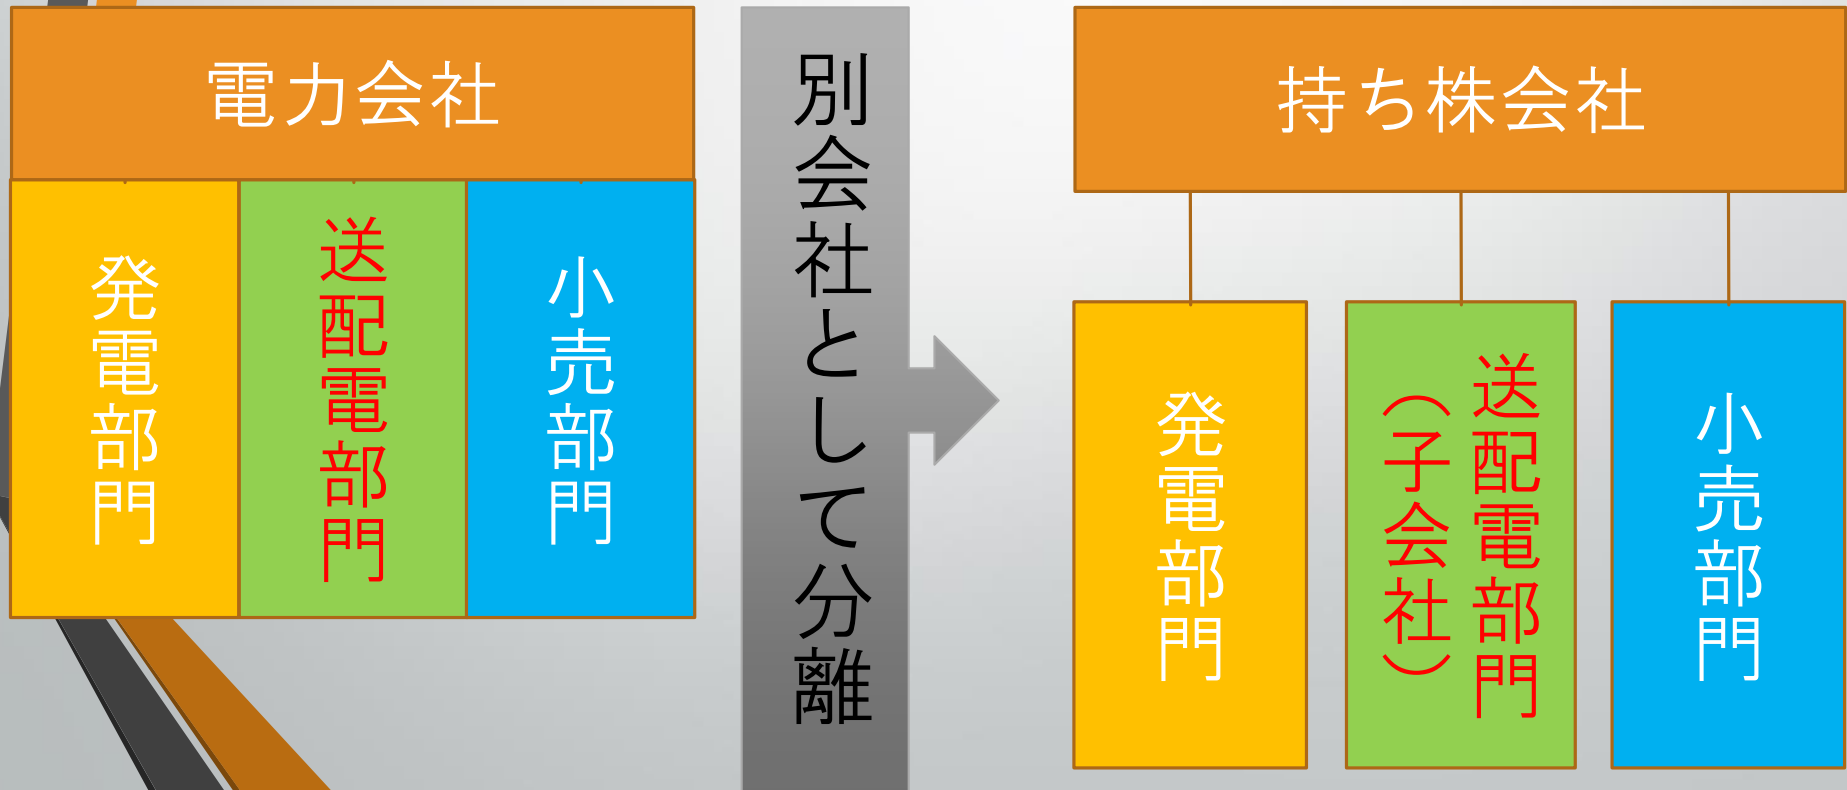 電力会社
発電部門
送配電部門
小売部門
別会社として分離
持ち株会社
発電部門
送配電部門
（子会社）
小売部門